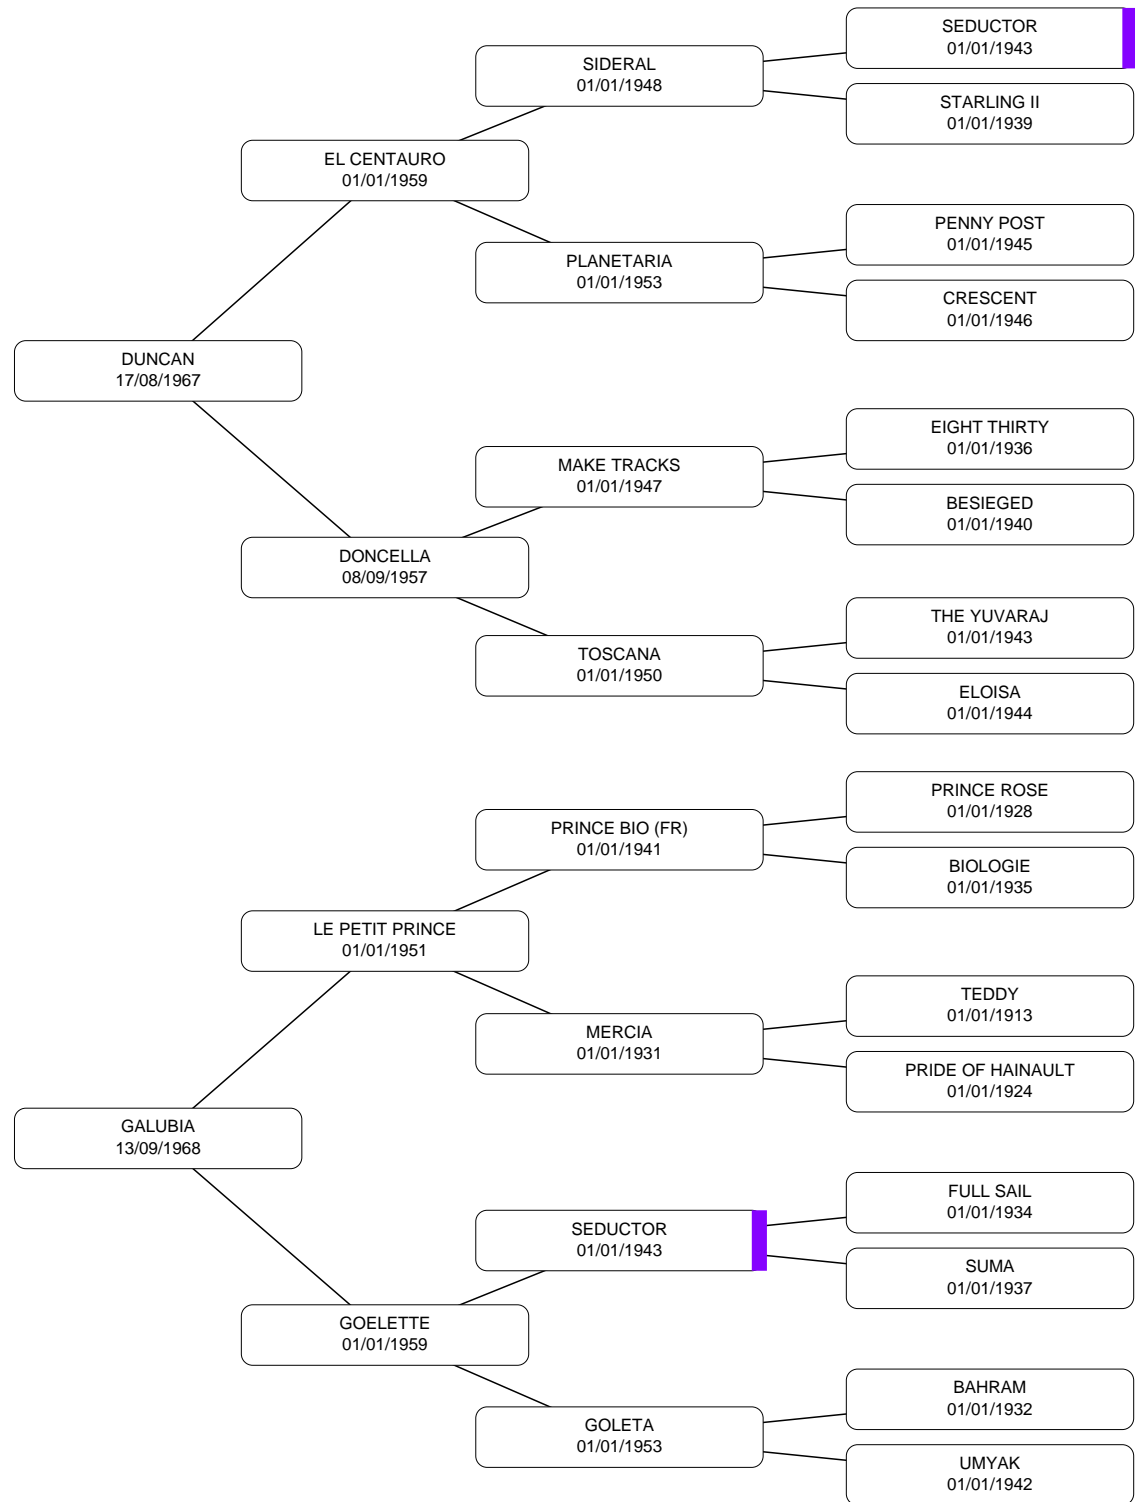 SEDUCTOR
01/01/1943
SIDERAL
01/01/1948
STARLING II
01/01/1939
EL CENTAURO
01/01/1959
PENNY POST
01/01/1945
PLANETARIA
01/01/1953
CRESCENT
01/01/1946
DUNCAN
17/08/1967
EIGHT THIRTY
01/01/1936
MAKE TRACKS
01/01/1947
BESIEGED
01/01/1940
DONCELLA
08/09/1957
THE YUVARAJ
01/01/1943
TOSCANA
01/01/1950
ELOISA
01/01/1944
PRINCE ROSE
01/01/1928
PRINCE BIO (FR)
01/01/1941
BIOLOGIE
01/01/1935
LE PETIT PRINCE
01/01/1951
TEDDY
01/01/1913
MERCIA
01/01/1931
PRIDE OF HAINAULT
01/01/1924
GALUBIA
13/09/1968
FULL SAIL
01/01/1934
SEDUCTOR
01/01/1943
SUMA
01/01/1937
GOELETTE
01/01/1959
BAHRAM
01/01/1932
GOLETA
01/01/1953
UMYAK
01/01/1942